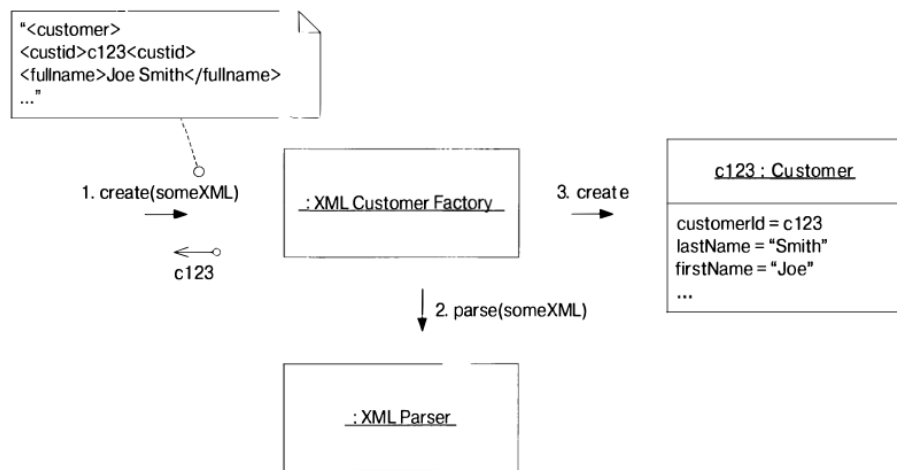 “<customer>
<custid>c123<custid>
<fullname>Joe Smith</fullname>
...”
1. create(someXML)
c123
: XML Customer Factory
3. create
c123 : Customer
customerId = c123
lastName = “Smith”
firstName = “Joe”
...
2. parse(someXML)
: XML Parser